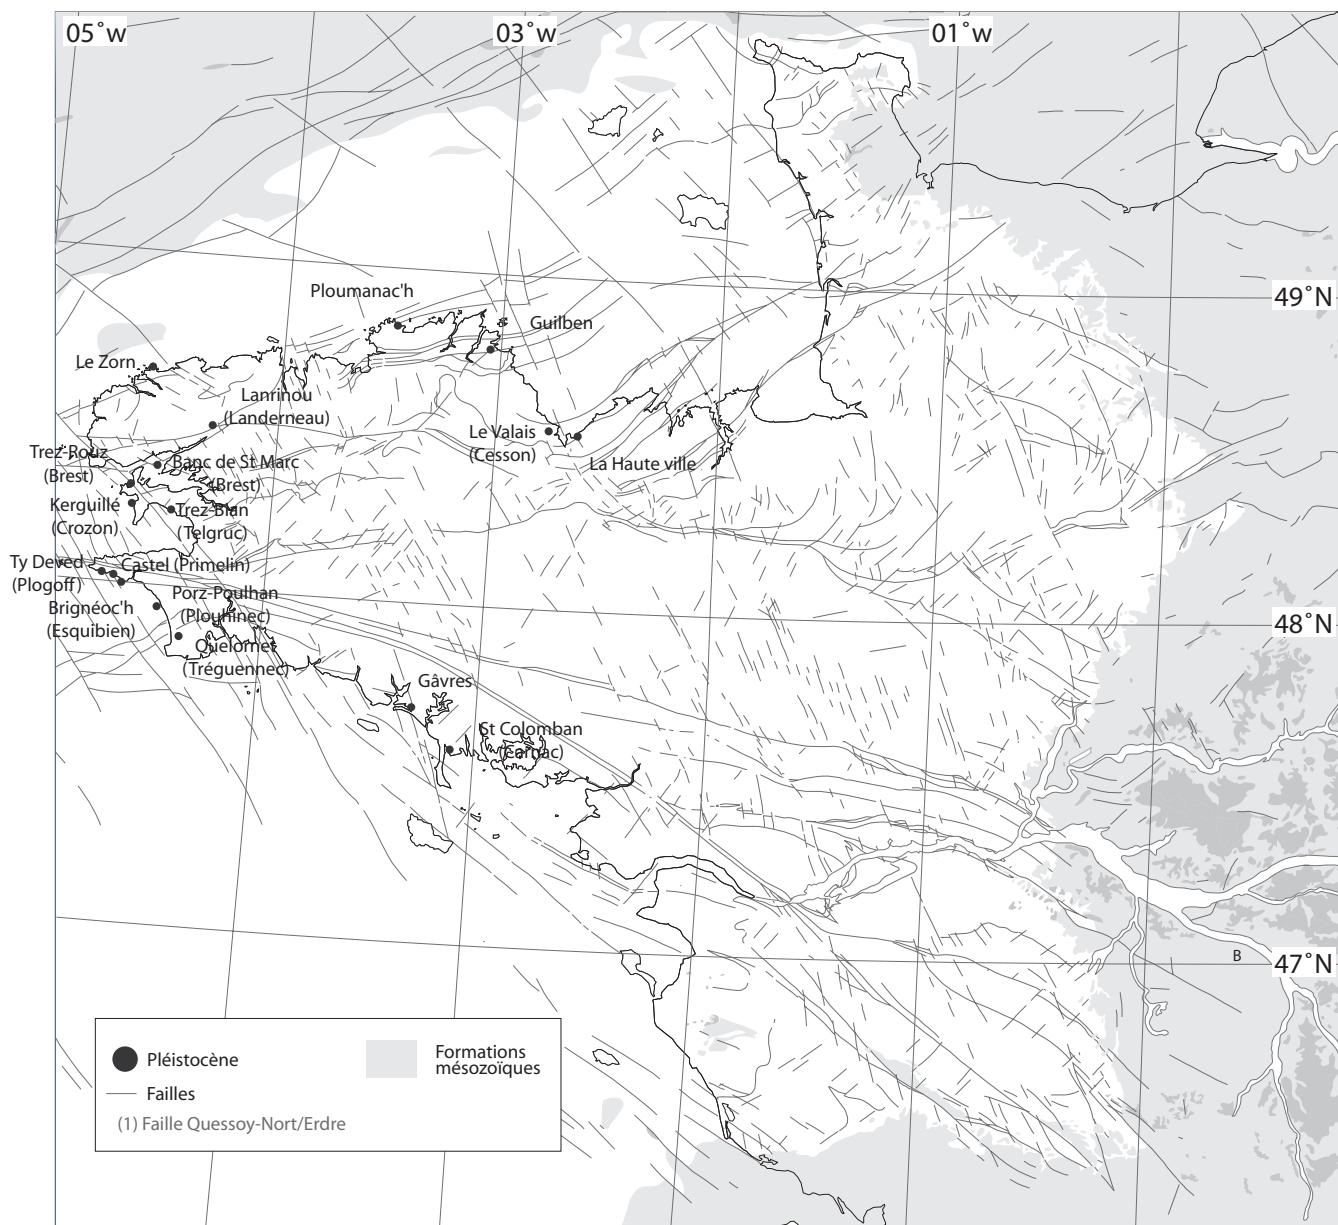 05°w
03°w
01°w
Ploumanac'h
49°N
Guilben
Le Zorn
Lanrinou
(Landerneau)
Le Valais
(Cesson)
Trez-Rouz
(Brest)
Banc de St Marc
(Brest)
La Haute ville
Kerguillé
(Crozon)
Trez-Bian
(Telgruc)
Ty Deved
(Plogoff)
Castel (Primelin)
Porz-Poulhan
(Plouhinec)
Brignéoc'h
(Esquibien)
48°N
Quelornet
(Tréguennec)
Gâvres
St Colomban
(Carnac)
B
47°N
Pléistocène
Formations
mésozoïques
Failles
(1) Faille Quessoy-Nort/Erdre